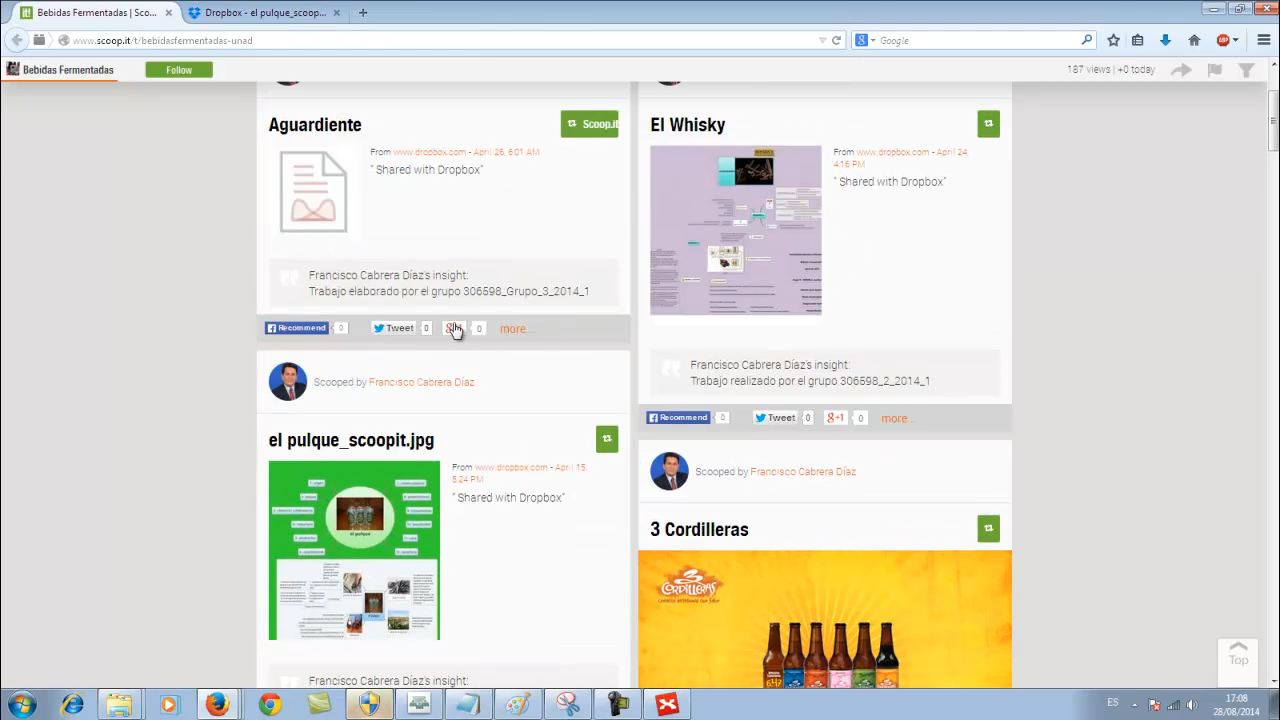 Bebidas Fermentadas | Sco...
Dropbox - el pulque_scoop...
www.scoop.it/t/bebidasfermentadas-unad
Google
Bebidas Fermentadas
Follow
187 views | +0 today
Aguardiente
Scoop.it
From www.dropbox.com - April 26, 6:01 AM
" Shared with Dropbox"
Francisco Cabrera Díaz's insight:
Recommend 0 Tweet 0 0 more...
Scooped by Francisco Cabrera Díaz
el pulque_scoopit.jpg
From www.dropbox.com - April 15,
5:24 PM
" Shared with Dropbox"
el pulque
Francisco Cabrera Díaz's insight:
El Whisky
From www.dropbox.com - April 24,
4:16 PM
" Shared with Dropbox"
Francisco Cabrera Díaz's insight:
Trabajo realizado por el grupo 306598_2_2014_1
Recommend 0 Tweet 0 +1 0 more...
Scooped by Francisco Cabrera Díaz
3 Cordilleras
CORDILLERAS
Top
ES
17:08
28/08/2014